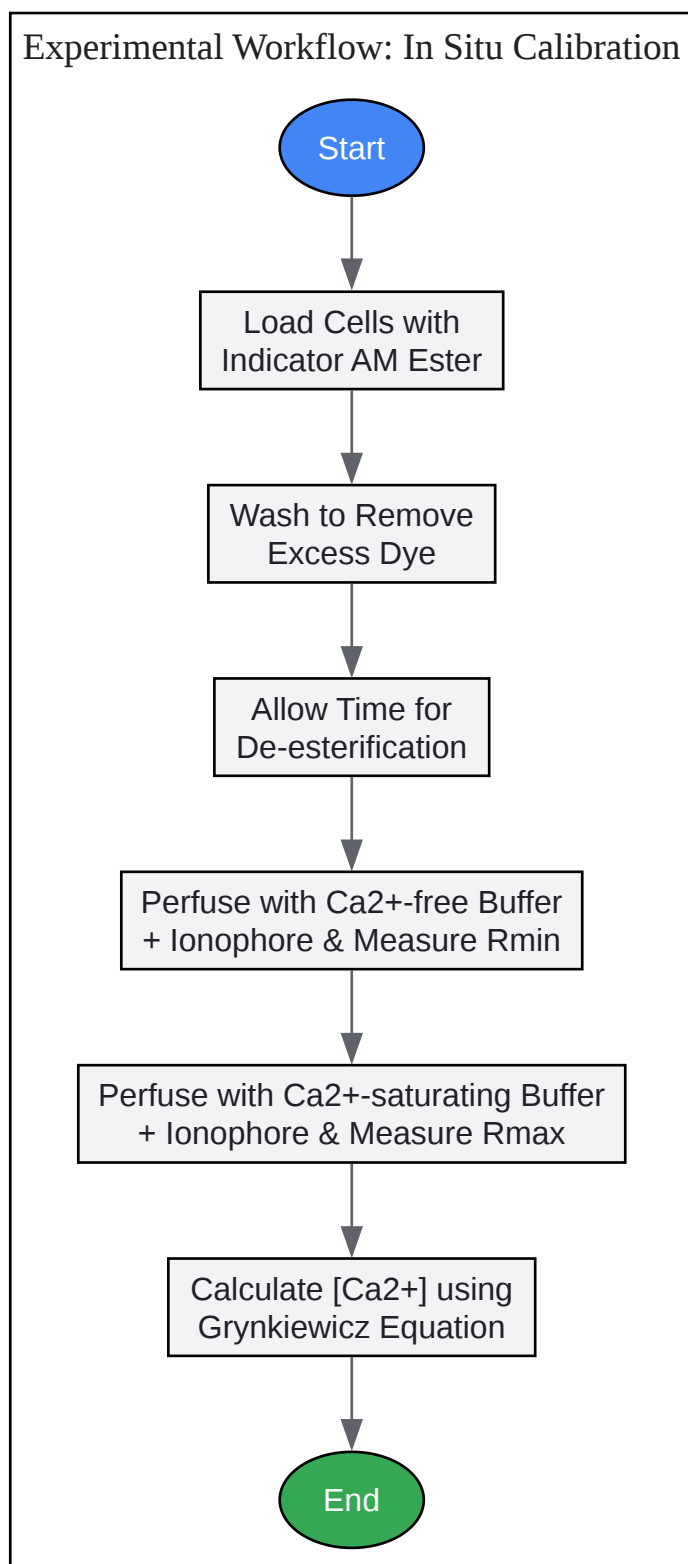 Experimental Workflow: In Situ Calibration
Start
Load Cells with
Indicator AM Ester
Wash to Remove
Excess Dye
Allow Time for
De-esterification
Perfuse with Ca2+-free Buffer
+ Ionophore & Measure Rmin
Perfuse with Ca2+-saturating Buffer
+ Ionophore & Measure Rmax
Calculate [Ca2+] using
Grynkiewicz Equation
End